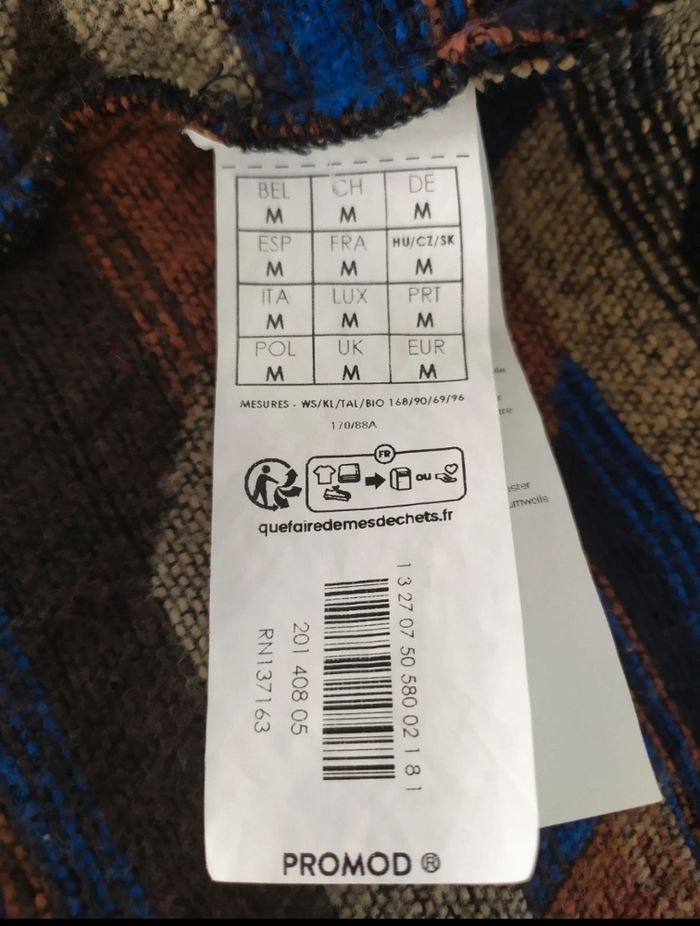 BEL CH DE
M M M
ESP FRA HU/CZ/SK
M M M
ITA LUX PRT
M M M
POL UK EUR
M M M
MESURES - WS/KL/TAL/BIO 168/90/69/96
170/88A
FR
ou
quefairedemesdechets.fr
1 3 27 07 50 580 02 1 8 1
201 408 05
RN137163
PROMOD ®